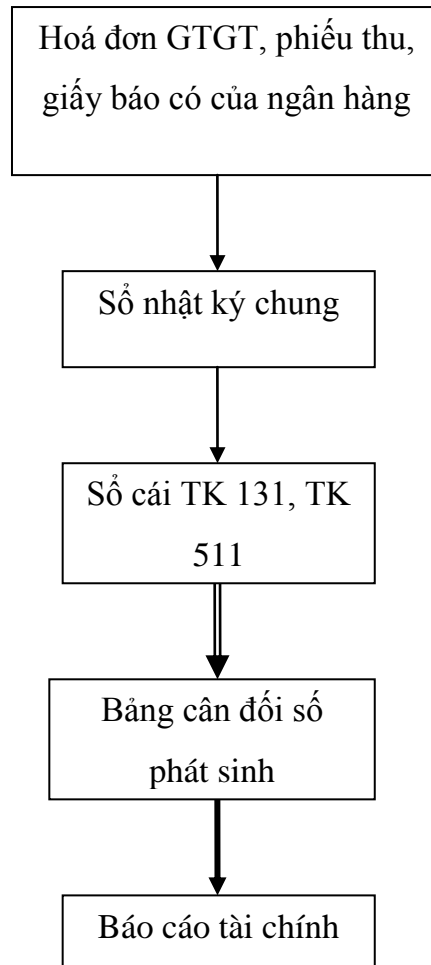 Hoá đơn GTGT, phiếu thu,
giấy báo có của ngân hàng
Sổ nhật ký chung
Sổ cái TK 131, TK
511
Bảng cân đối số
phát sinh
Báo cáo tài chính